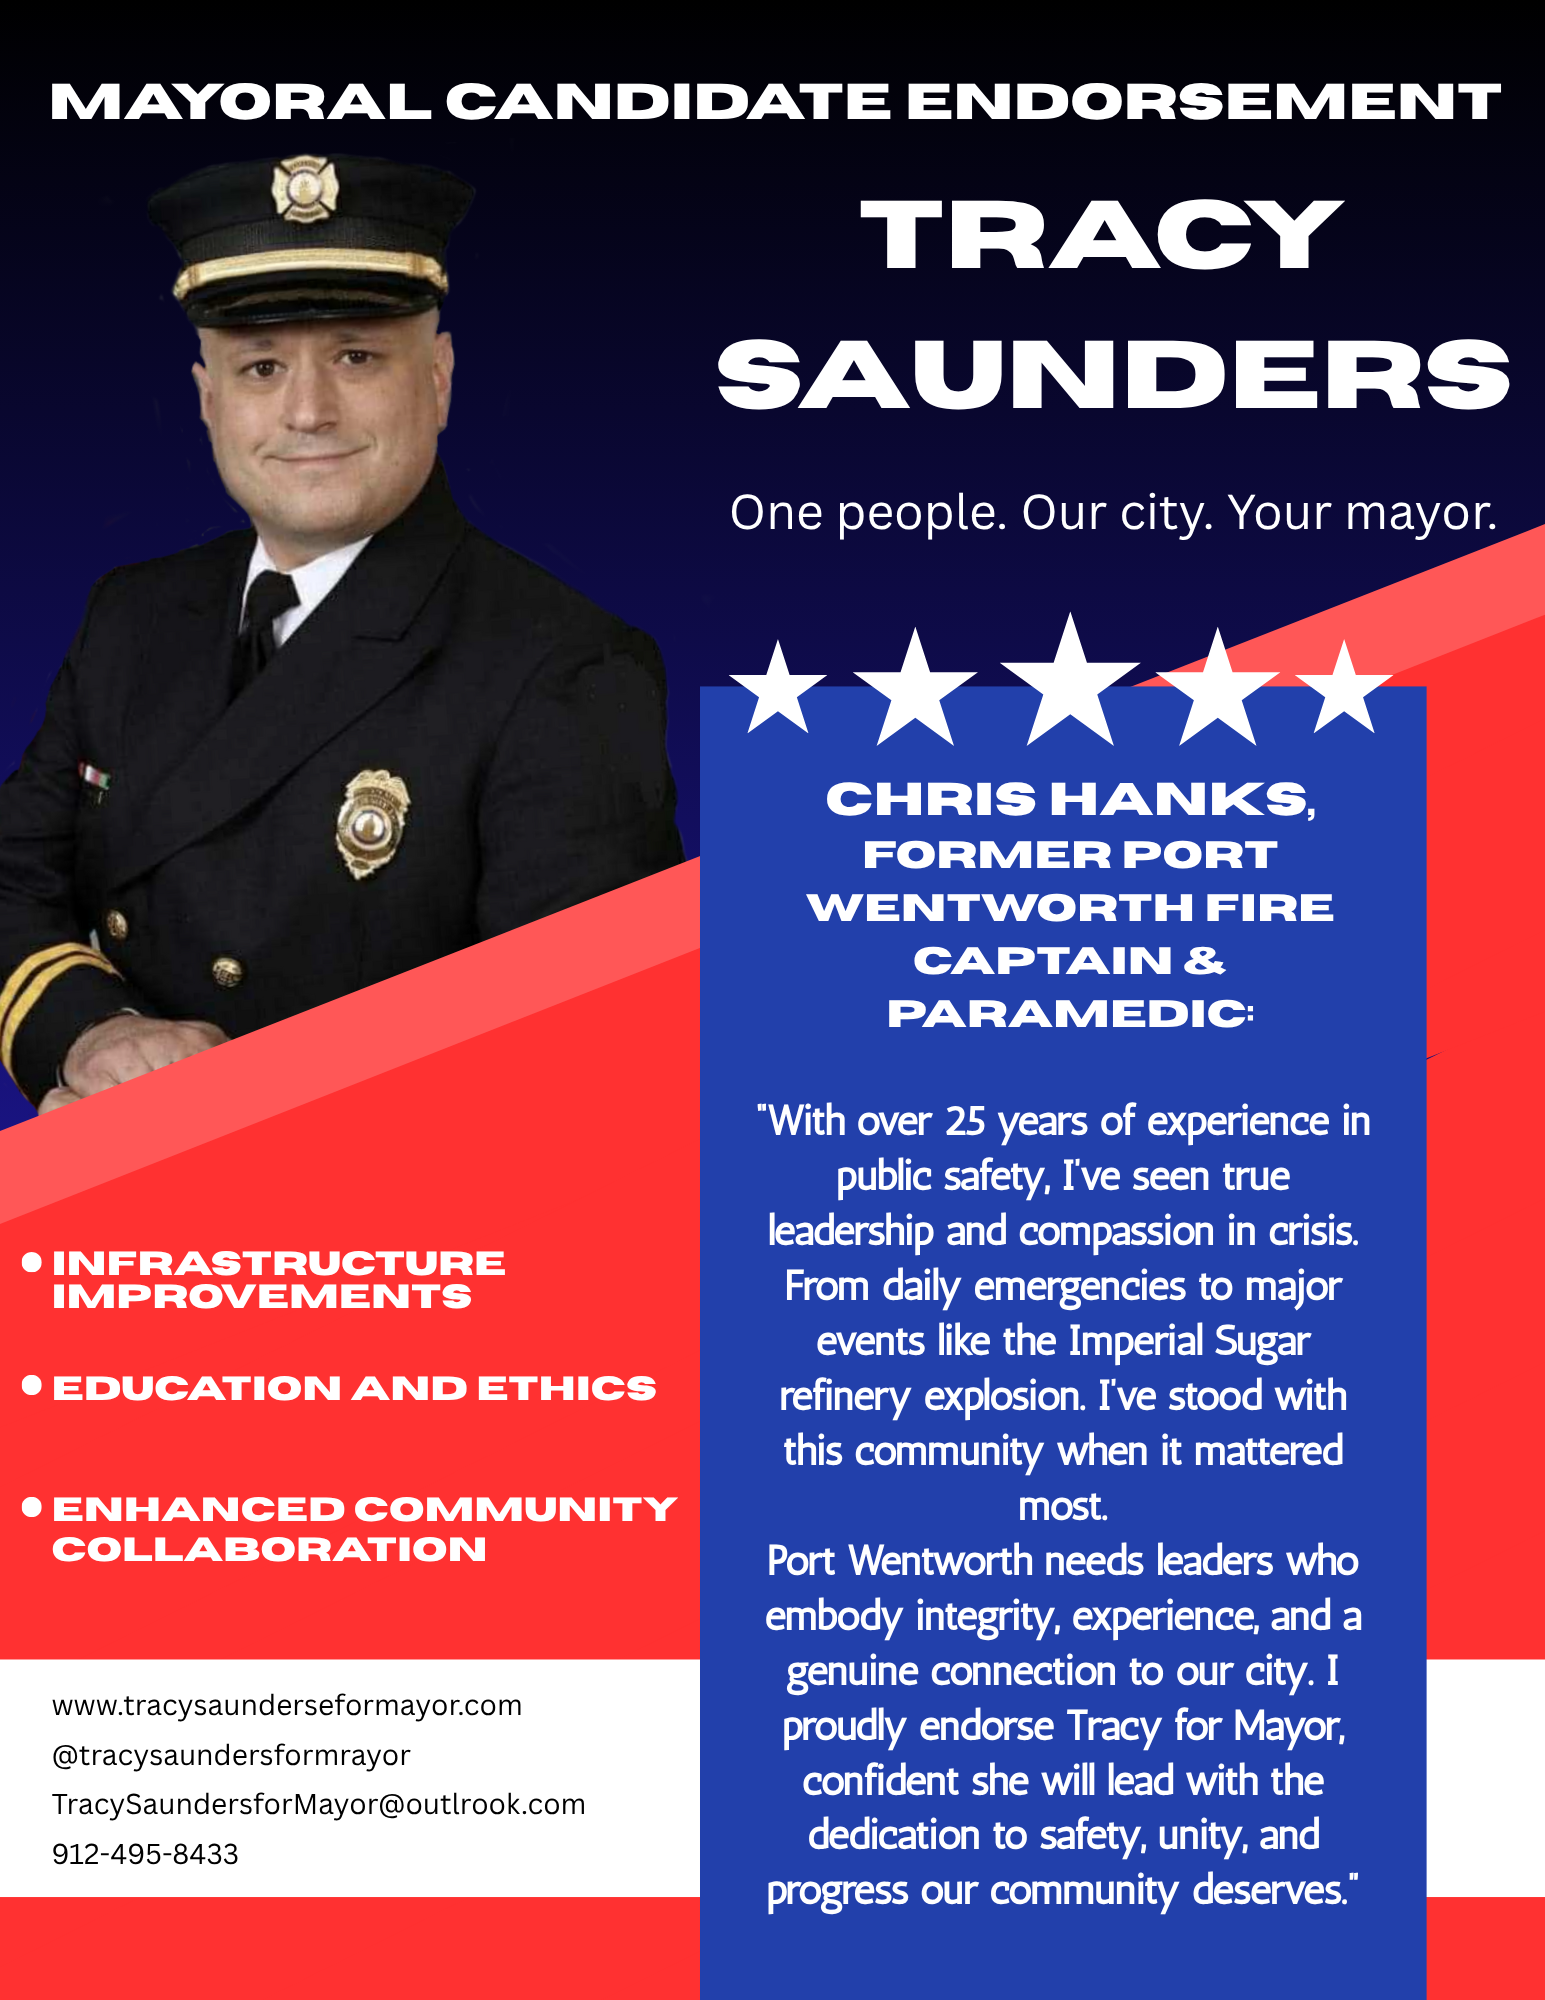 MAYORAL CANDIDATE ENDORSEMENT
TRACY
SAUNDERS
One people. Our city. Your mayor.
CHRIS HANKS,
FORMER PORT
WENTWORTH FIRE
CAPTAIN &
PARAMEDIC:
"With over 25 years of experience in
public safety, I've seen true
leadership and compassion in crisis.
From daily emergencies to major
events like the Imperial Sugar
refinery explosion. I've stood with
this community when it mattered
most.
Port Wentworth needs leaders who
embody integrity, experience, and a
genuine connection to our city. I
proudly endorse Tracy for Mayor,
confident she will lead with the
dedication to safety, unity, and
progress our community deserves."
• INFRASTRUCTURE
IMPROVEMENTS
• EDUCATION AND ETHICS
• ENHANCED COMMUNITY
COLLABORATION
www.tracysaunderseformayor.com
@tracysaundersformrayor
TracySaundersforMayor@outlrook.com
912-495-8433